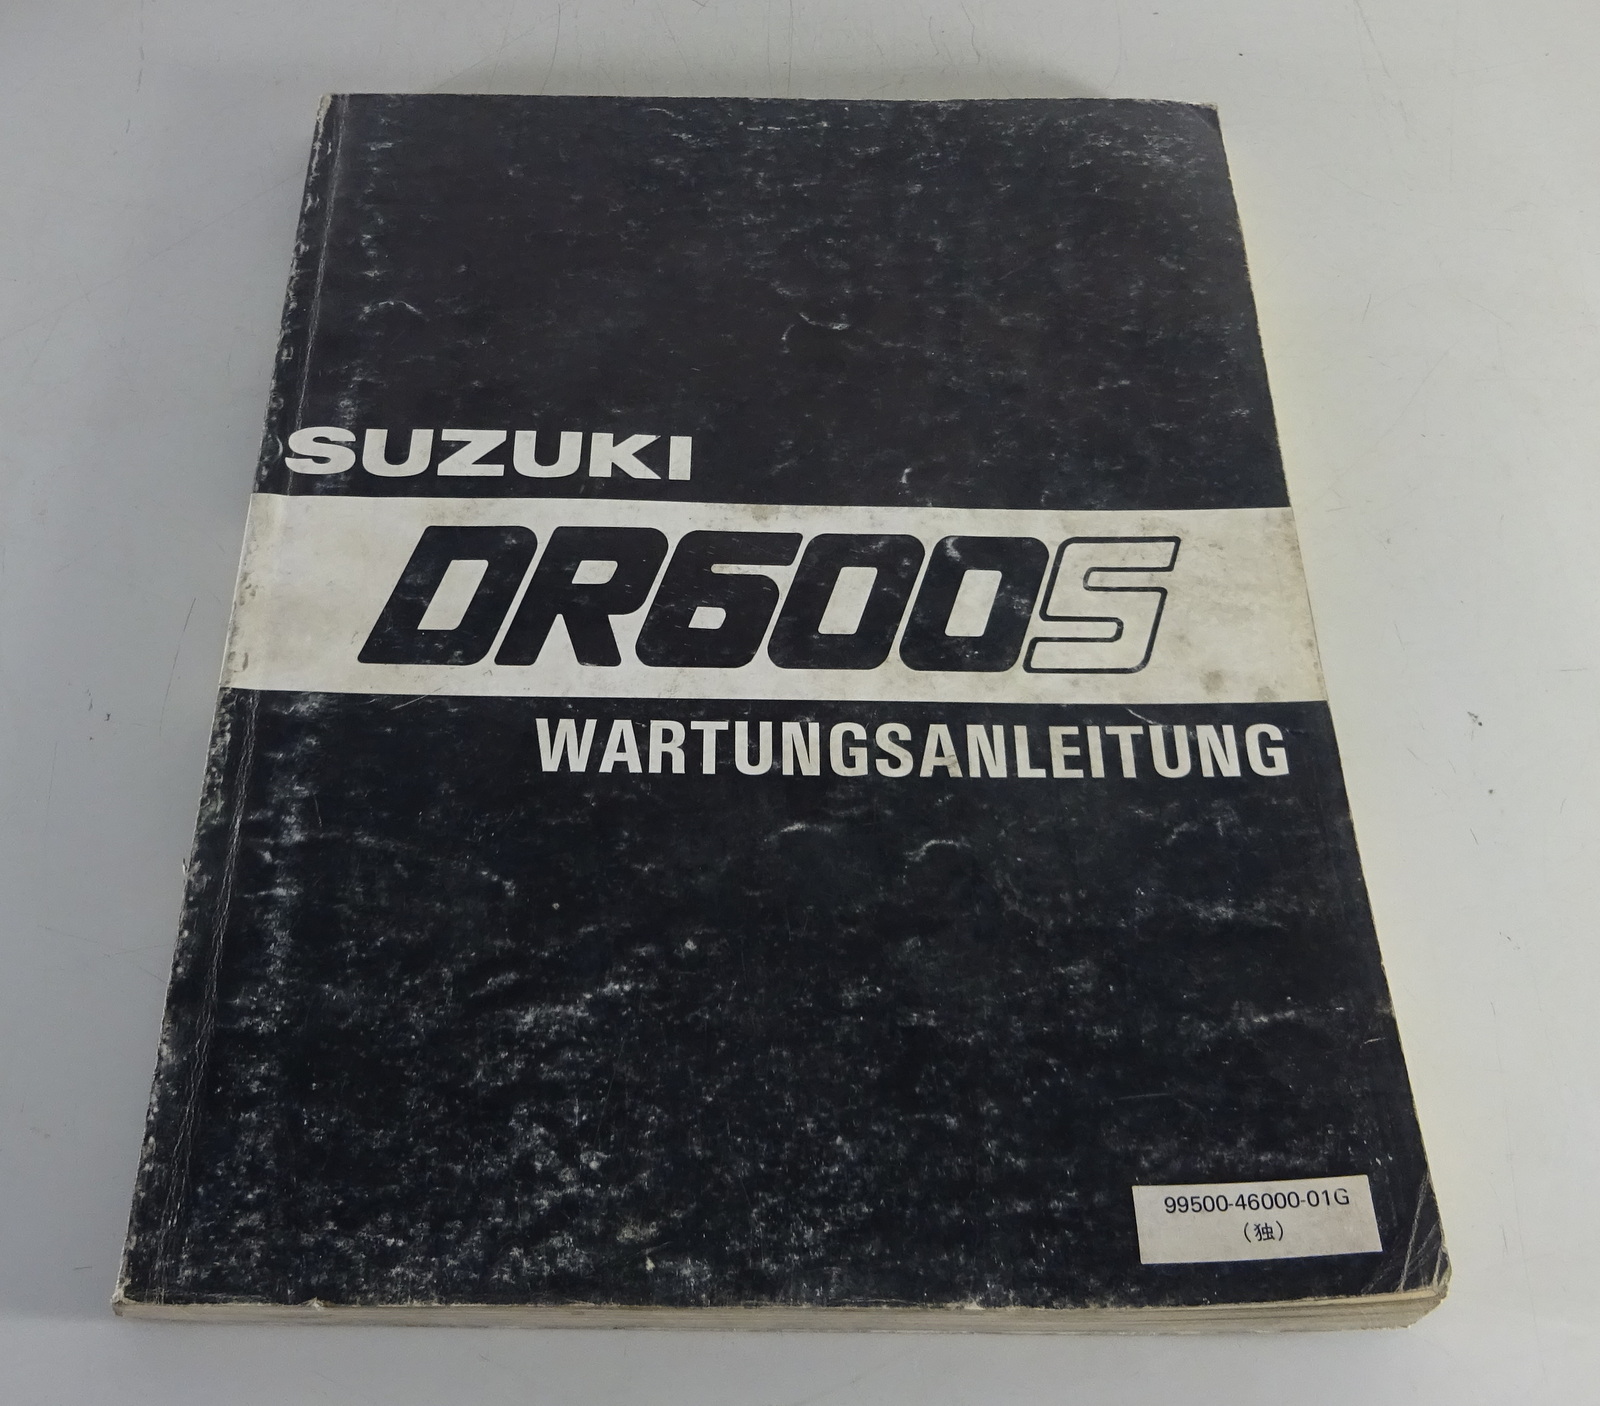 SUZUKI
DR600S
WARTUNGSANLEITUNG
99500-46000-01G
(独)